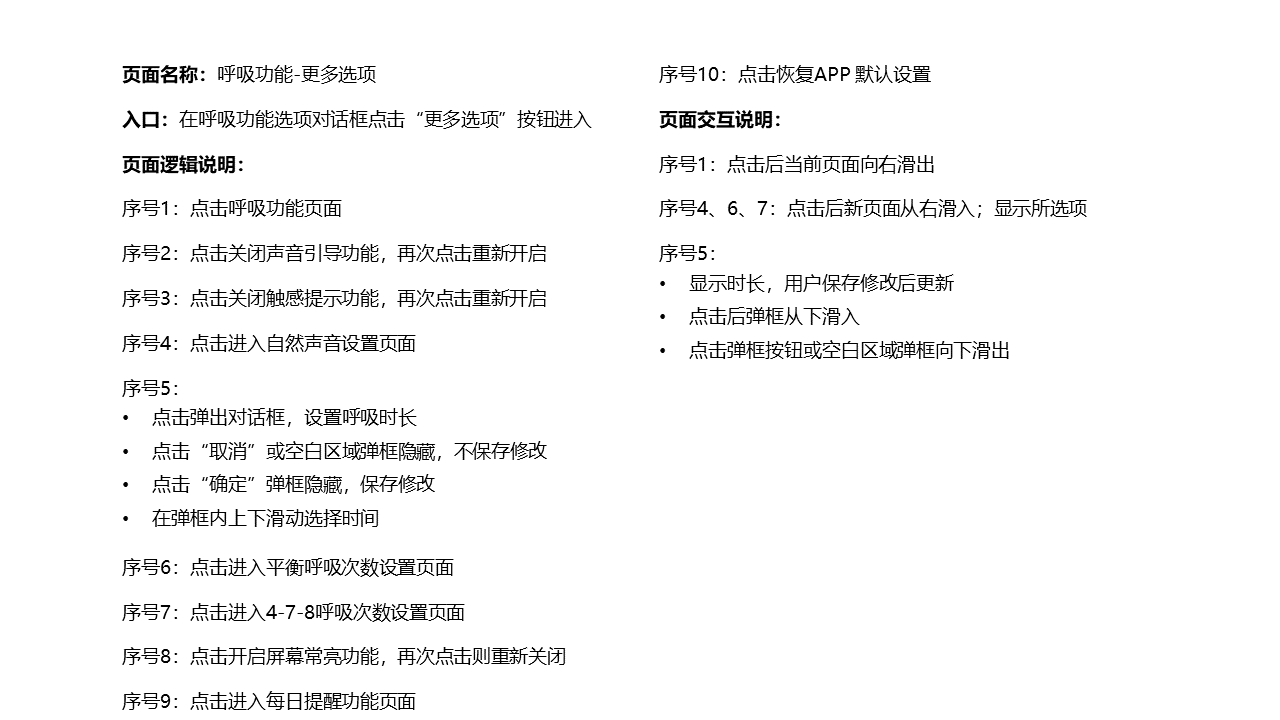 页面名称：呼吸功能-更多选项
入口：在呼吸功能选项对话框点击“更多选项”按钮进入
页面逻辑说明：
序号1：点击呼吸功能页面
序号2：点击关闭声音引导功能，再次点击重新开启
序号3：点击关闭触感提示功能，再次点击重新开启
序号4：点击进入自然声音设置页面
序号5：
• 点击弹出对话框，设置呼吸时长
• 点击“取消”或空白区域弹框隐藏，不保存修改
• 点击“确定”弹框隐藏，保存修改
• 在弹框内上下滑动选择时间
序号6：点击进入平衡呼吸次数设置页面
序号7：点击进入4-7-8呼吸次数设置页面
序号8：点击开启屏幕常亮功能，再次点击则重新关闭
序号9：点击进入每日提醒功能页面
序号10：点击恢复APP 默认设置
页面交互说明：
序号1：点击后当前页面向右滑出
序号4、6、7：点击后新页面从右滑入；显示所选项
序号5：
• 显示时长，用户保存修改后更新
• 点击后弹框从下滑入
• 点击弹框按钮或空白区域弹框向下滑出